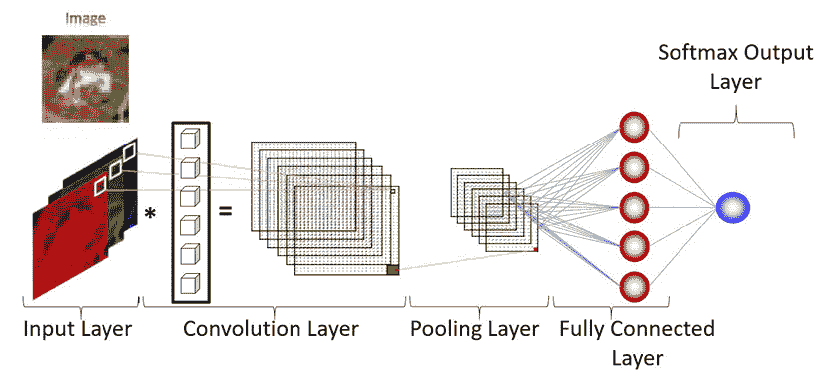 Image
Softmax Output
Layer
*
=
Input Layer
Convolution Layer
Pooling Layer
Fully Connected
Layer